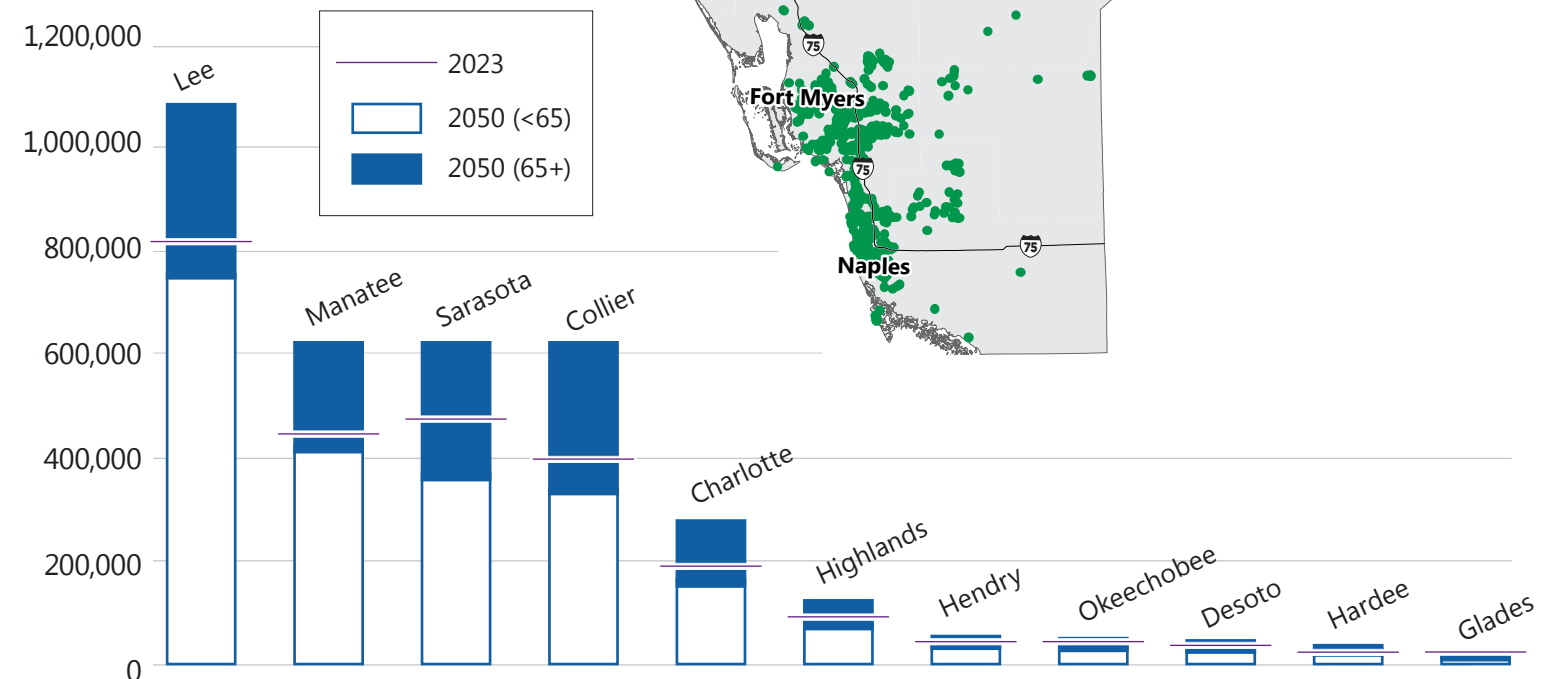 1,200,000
1,000,000
800,000
600,000
400,000
200,000
0
Lee
Manatee
Sarasota
Collier
Charlotte
Highlands
Hendry
Okeechobee
Desoto
Hardee
Glades
2023
2050 (<65)
2050 (65+)
75
Fort Myers
75
75
Naples